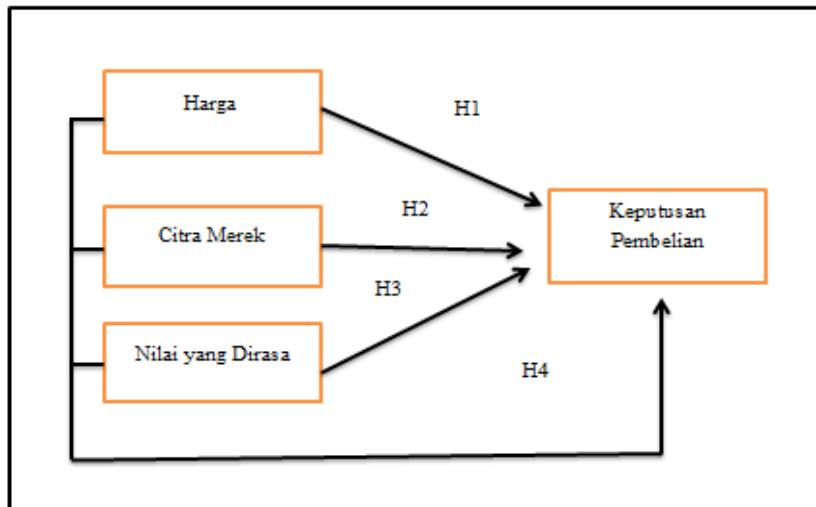 Harga
H1
H2
Citra Merek
Keputusan
Pembelian
H3
Nilai yang Dirasa
H4